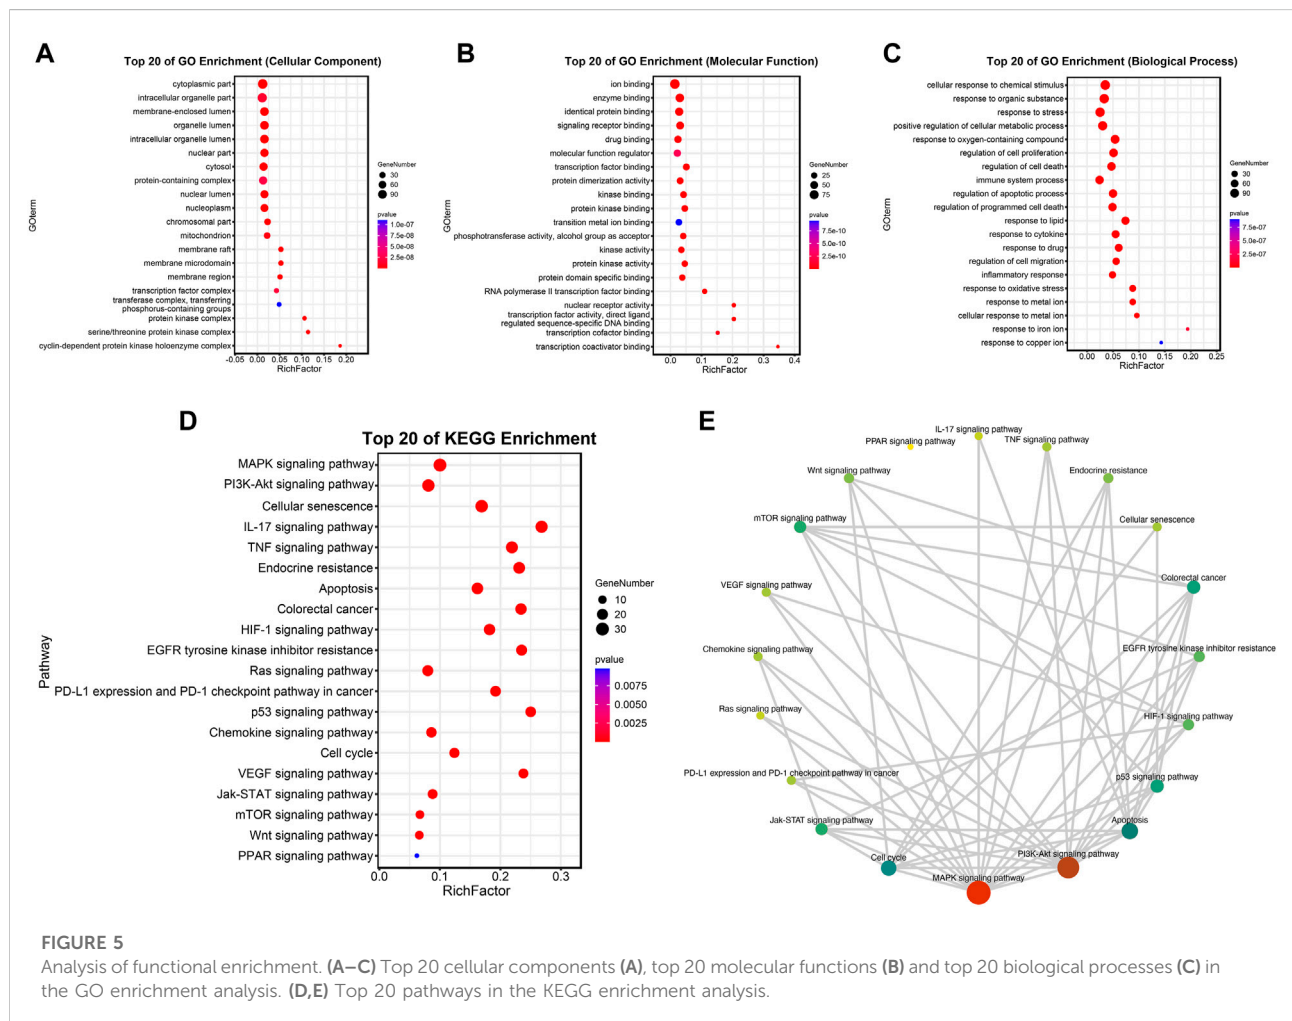 A
Top 20 of GO Enrichment (Cellular Component)
GOterm
cytoplasmic part
intracellular organelle part
membrane-enclosed lumen
organelle lumen
intracellular organelle lumen
nuclear part
cytosol
protein-containing complex
nuclear lumen
nucleoplasm
chromosomal part
mitochondrion
membrane raft
membrane microdomain
membrane region
transcription factor complex
transferase complex, transferring
phosphorus-containing groups
protein kinase complex
serine/threonine protein kinase complex
cyclin-dependent protein kinase holoenzyme complex
-0.05 0.00 0.05 0.10 0.15 0.20
RichFactor
GeneNumber
30
60
90
pvalue
1.0e-07
7.5e-08
5.0e-08
2.5e-08
B
Top 20 of GO Enrichment (Molecular Function)
GOterm
ion binding
enzyme binding
identical protein binding
signaling receptor binding
drug binding
molecular function regulator
transcription factor binding
protein dimerization activity
kinase binding
protein kinase binding
transition metal ion binding
phosphotransferase activity, alcohol group as acceptor
kinase activity
protein kinase activity
protein domain specific binding
RNA polymerase II transcription factor binding
nuclear receptor activity
transcription factor activity, direct ligand
regulated sequence-specific DNA binding
transcription cofactor binding
transcription coactivator binding
0.0 0.1 0.2 0.3 0.4
RichFactor
GeneNumber
25
50
75
pvalue
7.5e-10
5.0e-10
2.5e-10
C
Top 20 of GO Enrichment (Biological Process)
GOterm
cellular response to chemical stimulus
response to organic substance
response to stress
positive regulation of cellular metabolic process
response to oxygen-containing compound
regulation of cell proliferation
regulation of cell death
immune system process
regulation of apoptotic process
regulation of programmed cell death
response to lipid
response to cytokine
response to drug
regulation of cell migration
inflammatory response
response to oxidative stress
response to metal ion
cellular response to metal ion
response to iron ion
response to copper ion
0.00 0.05 0.10 0.15 0.20 0.25
RichFactor
GeneNumber
30
60
90
pvalue
7.5e-07
5.0e-07
2.5e-07
D
Top 20 of KEGG Enrichment
Pathway
MAPK signaling pathway
PI3K-Akt signaling pathway
Cellular senescence
IL-17 signaling pathway
TNF signaling pathway
Endocrine resistance
Apoptosis
Colorectal cancer
HIF-1 signaling pathway
EGFR tyrosine kinase inhibitor resistance
Ras signaling pathway
PD-L1 expression and PD-1 checkpoint pathway in cancer
p53 signaling pathway
Chemokine signaling pathway
Cell cycle
VEGF signaling pathway
Jak-STAT signaling pathway
mTOR signaling pathway
Wnt signaling pathway
PPAR signaling pathway
0.0 0.1 0.2 0.3
RichFactor
GeneNumber
10
20
30
pvalue
0.0075
0.0050
0.0025
E
IL-17 signaling pathway
PPAR signaling pathway
TNF signaling pathway
Wnt signaling pathway
Endocrine resistance
mTOR signaling pathway
Cellular senescence
VEGF signaling pathway
Colorectal cancer
Chemokine signaling pathway
EGFR tyrosine kinase inhibitor resistance
Ras signaling pathway
HIF-1 signaling pathway
PD-L1 expression and PD-1 checkpoint pathway in cancer
p53 signaling pathway
Jak-STAT signaling pathway
Apoptosis
Cell cycle
PI3K-Akt signaling pathway
MAPK signaling pathway
FIGURE 5
Analysis of functional enrichment. (A–C) Top 20 cellular components (A), top 20 molecular functions (B) and top 20 biological processes (C) in
the GO enrichment analysis. (D,E) Top 20 pathways in the KEGG enrichment analysis.